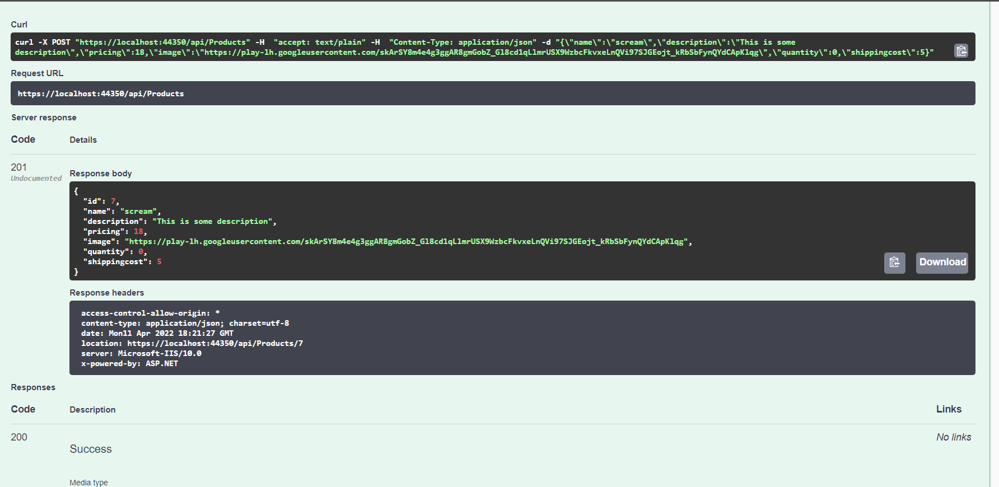 Curl
curl -X POST "https://localhost:44350/api/Products" -H  "accept: text/plain" -H  "Content-Type: application/json" -d "{\"name\":\"scream\",\"description\":\"This is some
description\",\"pricing\":18,\"image\":\"https://play-lh.googleusercontent.com/skArSY8m4e4g3ggAR8gmGobZ_Gl8cd1qLlmrUSX9WzbcFkvxeLnQVi97SJGEojt_kRbSbFynQYdCApKlqg\",\"quantity\":0,\"shippingcost\":5}"
Request URL
https://localhost:44350/api/Products
Server response
Code Details
201
Undocumented
Response body
{
"id": 7,
"name": "scream",
"description": "This is some description",
"pricing": 18,
"image": "https://play-lh.googleusercontent.com/skArSY8m4e4g3ggAR8gmGobZ_Gl8cd1qLlmrUSX9WzbcFkvxeLnQVi97SJGEojt_kRbSbFynQYdCApKlqg",
"quantity": 0,
"shippingcost": 5
}
Download
Response headers
access-control-allow-origin: *
content-type: application/json; charset=utf-8
date: Mon11 Apr 2022 18:21:27 GMT
location: https://localhost:44350/api/Products/7
server: Microsoft-IIS/10.0
x-powered-by: ASP.NET
Responses
Code Description Links
200 No links
Success
Media type